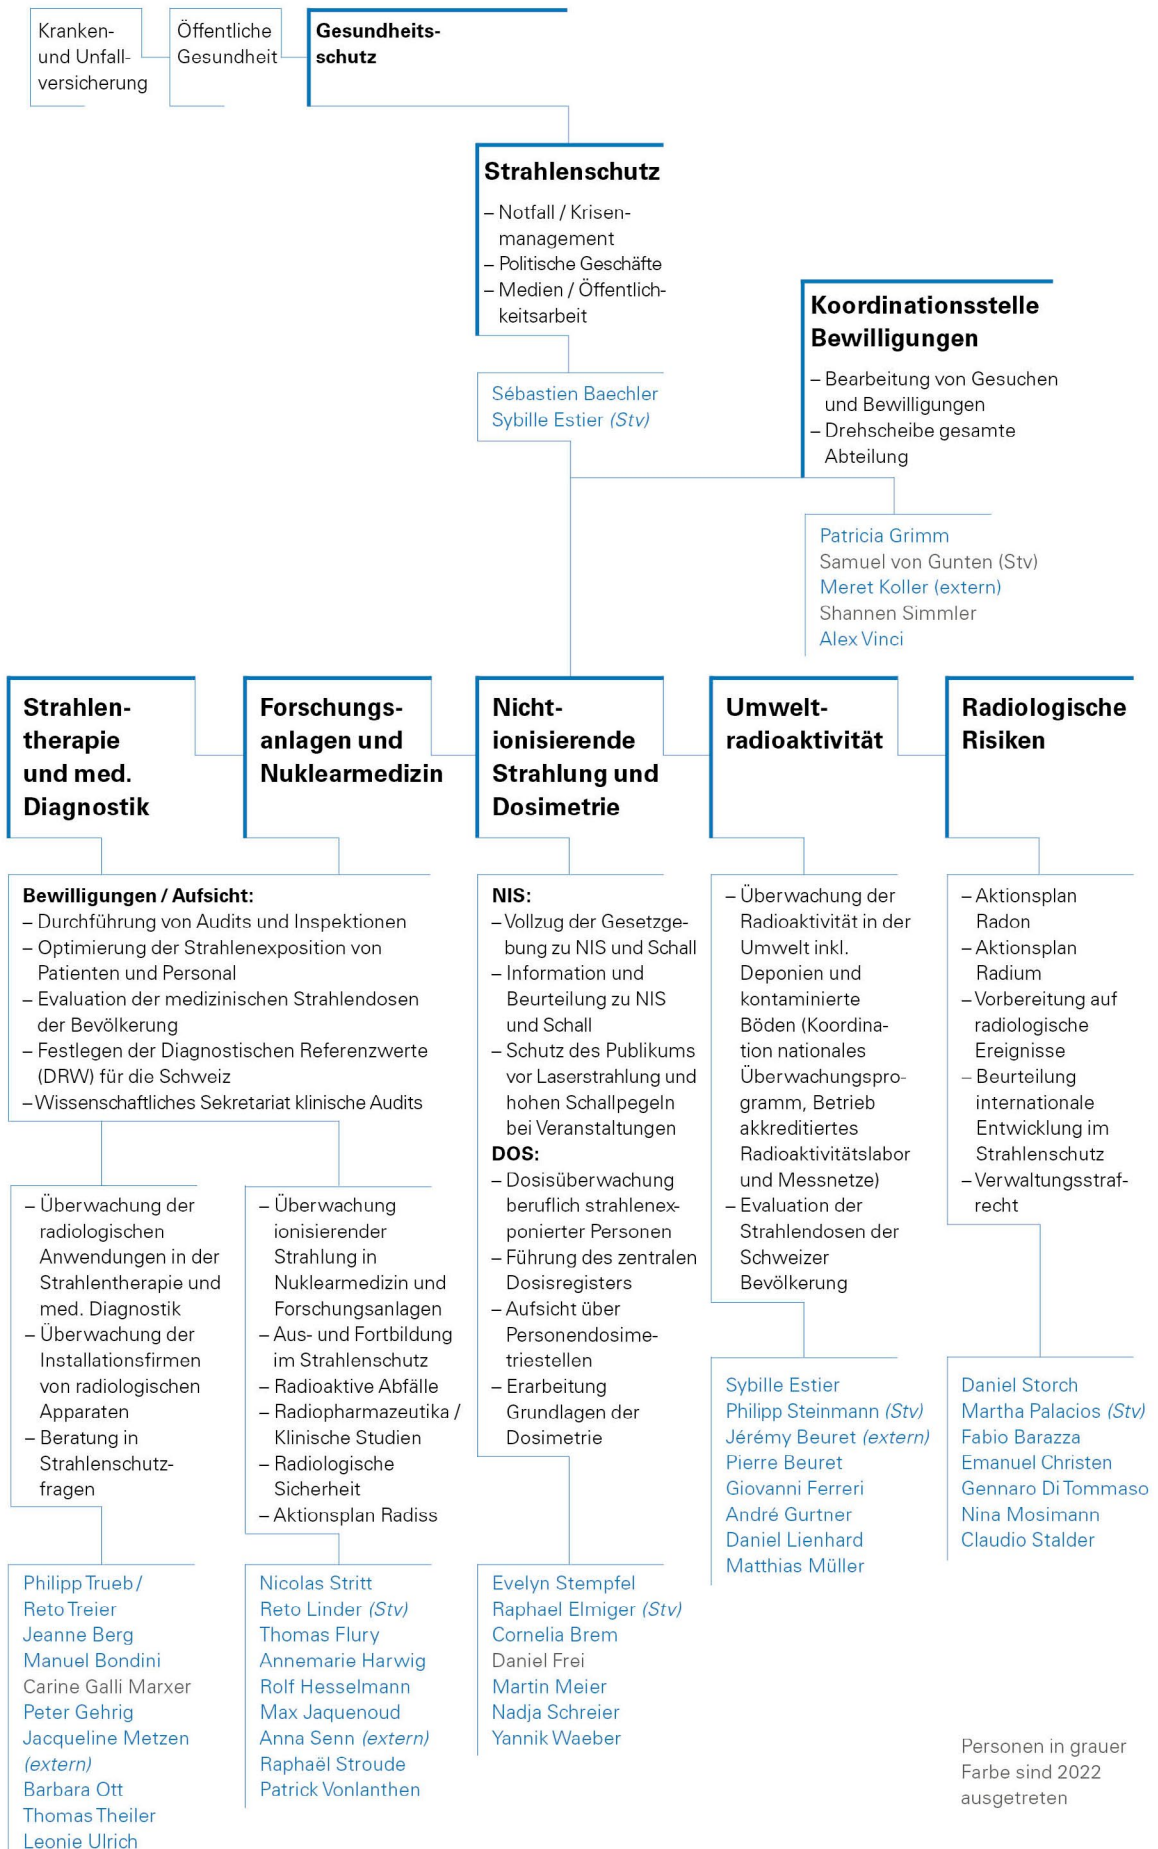 Kranken-
und Unfall-
versicherung
Öffentliche
Gesundheit
Gesundheits-
schutz
Strahlenschutz
– Notfall / Krisen-
management
– Politische Geschäfte
– Medien / Öffentlich-
keitsarbeit
Sébastien Baechler
Sybille Estier (Stv)
Koordinationsstelle
Bewilligungen
– Bearbeitung von Gesuchen
und Bewilligungen
– Drehscheibe gesamte
Abteilung
Patricia Grimm
Samuel von Gunten (Stv)
Meret Koller (extern)
Shannen Simmler
Alex Vinci
Strahlen-
therapie
und med.
Diagnostik
Forschungs-
anlagen und
Nuklearmedizin
Nicht-
ionisierende
Strahlung und
Dosimetrie
Umwelt-
radioaktivität
Radiologische
Risiken
Bewilligungen / Aufsicht:
– Durchführung von Audits und Inspektionen
– Optimierung der Strahlenexposition von
Patienten und Personal
– Evaluation der medizinischen Strahlendosen
der Bevölkerung
– Festlegen der Diagnostischen Referenzwerte
(DRW) für die Schweiz
– Wissenschaftliches Sekretariat klinische Audits
– Überwachung der
radiologischen
Anwendungen in der
Strahlentherapie und
med. Diagnostik
– Überwachung der
Installationsfirmen
von radiologischen
Apparaten
– Beratung in
Strahlenschutz-
fragen
Philipp Trueb /
Reto Treier
Jeanne Berg
Manuel Bondini
Carine Galli Marxer
Peter Gehrig
Jacqueline Metzen
(extern)
Barbara Ott
Thomas Theiler
Leonie Ulrich
– Überwachung
ionisierender
Strahlung in
Nuklearmedizin und
Forschungsanlagen
– Aus- und Fortbildung
im Strahlenschutz
– Radioaktive Abfälle
– Radiopharmazeutika /
Klinische Studien
– Radiologische
Sicherheit
– Aktionsplan Radiss
Nicolas Stritt
Reto Linder (Stv)
Thomas Flury
Annemarie Harwig
Rolf Hesselmann
Max Jaquenoud
Anna Senn (extern)
Raphaël Stroude
Patrick Vonlanthen
NIS:
– Vollzug der Gesetzge-
bung zu NIS und Schall
– Information und
Beurteilung zu NIS
und Schall
– Schutz des Publikums
vor Laserstrahlung und
hohen Schallpegeln
bei Veranstaltungen
DOS:
– Dosisüberwachung
beruflich strahlenex-
ponierter Personen
– Führung des zentralen
Dosisregisters
– Aufsicht über
Personendosime-
triestellen
– Erarbeitung
Grundlagen der
Dosimetrie
Evelyn Stempfel
Raphael Elmiger (Stv)
Cornelia Brem
Daniel Frei
Martin Meier
Nadja Schreier
Yannik Waeber
– Überwachung der
Radioaktivität in der
Umwelt inkl.
Deponien und
kontaminierte
Böden (Koordina-
tion nationales
Überwachungspro-
gramm, Betrieb
akkreditiertes
Radioaktivitätslabor
und Messnetze)
– Evaluation der
Strahlendosen der
Schweizer
Bevölkerung
Sybille Estier
Philipp Steinmann (Stv)
Jérémy Beuret (extern)
Pierre Beuret
Giovanni Ferreri
André Gurtner
Daniel Lienhard
Matthias Müller
– Aktionsplan
Radon
– Aktionsplan
Radium
– Vorbereitung auf
radiologische
Ereignisse
– Beurteilung
internationale
Entwicklung im
Strahlenschutz
– Verwaltungsstraf-
recht
Daniel Storch
Martha Palacios (Stv)
Fabio Barazza
Emanuel Christen
Gennaro Di Tommaso
Nina Mosimann
Claudio Stalder
Personen in grauer
Farbe sind 2022
ausgetreten